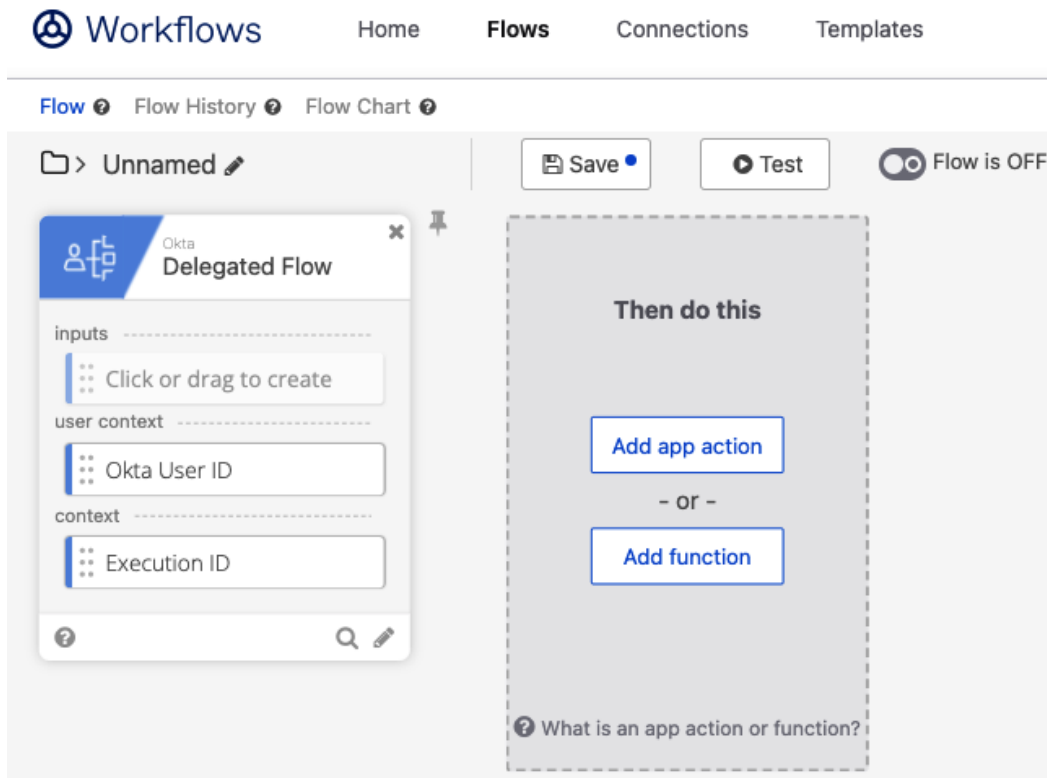 Workflows Home Flows Connections Templates
Flow Flow History Flow Chart
Unnamed Save Test Flow is OFF
Okta
Delegated Flow
inputs
Click or drag to create
user context
Okta User ID
context
Execution ID
Then do this
Add app action
- or -
Add function
What is an app action or function?